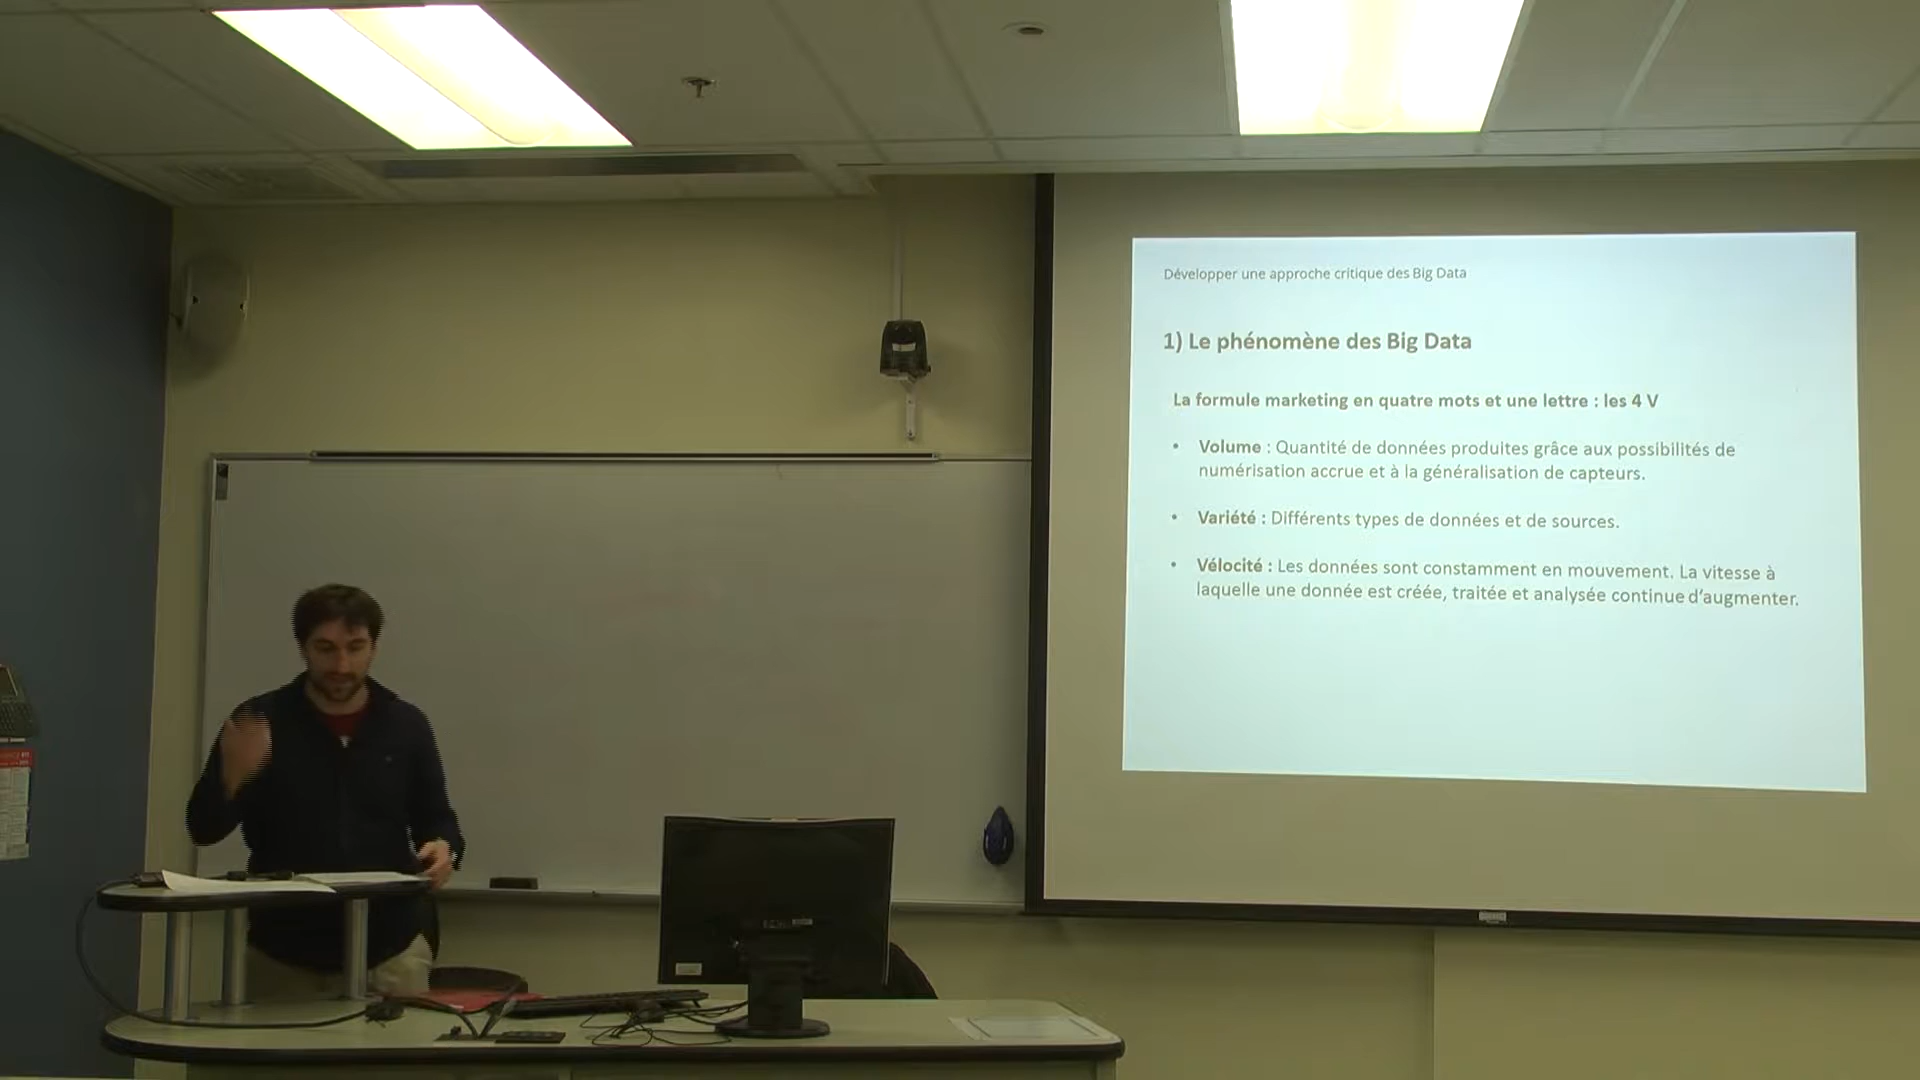 Développer une approche critique des Big Data
1) Le phénomène des Big Data
La formule marketing en quatre mots et une lettre : les 4 V
• Volume : Quantité de données produites grâce aux possibilités de
numérisation accrue et à la généralisation de capteurs.
• Variété : Différents types de données et de sources.
• Vélocité : Les données sont constamment en mouvement. La vitesse à
laquelle une donnée est créée, traitée et analysée continue d’augmenter.